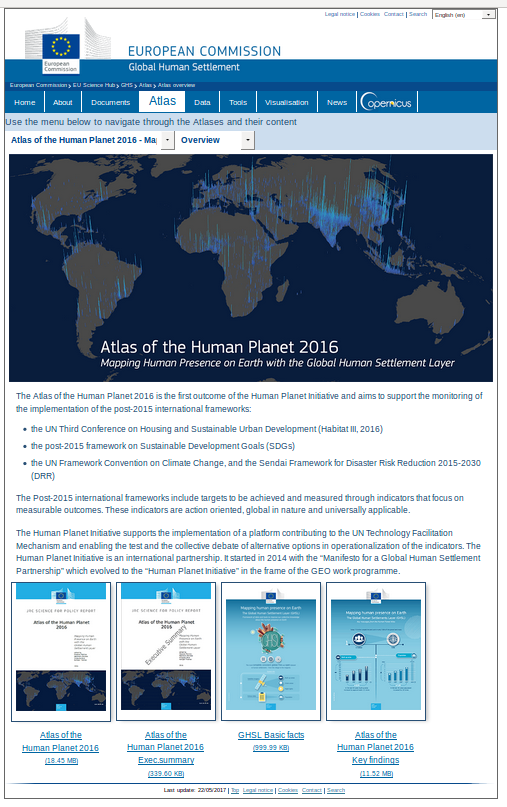 Legal notice | Cookies Contact | Search English (en)
European Commission
EUROPEAN COMMISSION
Global Human Settlement
European Commission > EU Science Hub > GHS > Atlas > Atlas overview
Home About Documents Atlas Data Tools Visualisation News Copernicus
Use the menu below to navigate through the Atlases and their content
Atlas of the Human Planet 2016 - Map Overview
Atlas of the Human Planet 2016
Mapping Human Presence on Earth with the Global Human Settlement Layer
The Atlas of the Human Planet 2016 is the first outcome of the Human Planet Initiative and aims to support the monitoring of
the implementation of the post-2015 international frameworks:
• the UN Third Conference on Housing and Sustainable Urban Development (Habitat III, 2016)
• the post-2015 framework on Sustainable Development Goals (SDGs)
• the UN Framework Convention on Climate Change, and the Sendai Framework for Disaster Risk Reduction 2015-2030
(DRR)
The Post-2015 international frameworks include targets to be achieved and measured through indicators that focus on
measurable outcomes. These indicators are action oriented, global in nature and universally applicable.
The Human Planet Initiative supports the implementation of a platform contributing to the UN Technology Facilitation
Mechanism and enabling the test and the collective debate of alternative options in operationalization of the indicators. The
Human Planet Initiative is an international partnership. It started in 2014 with the “Manifesto for a Global Human Settlement
Partnership” which evolved to the “Human Planet Initiative” in the frame of the GEO work programme.
JRC SCIENCE FOR POLICY REPORT
Atlas of the Human Planet
2016
JRC SCIENCE FOR POLICY REPORT
Atlas of the Human Planet
2016
Executive Summary
Mapping human presence on Earth
Mapping human presence on Earth
Atlas of the
Human Planet 2016
(18.45 MB)
Atlas of the
Human Planet 2016
Exec.summary
(339.60 KB)
GHSL Basic facts
(999.99 KB)
Atlas of the
Human Planet 2016
Key findings
(11.52 MB)
Last update: 22/05/2017 | Top Legal notice | Cookies Contact | Search